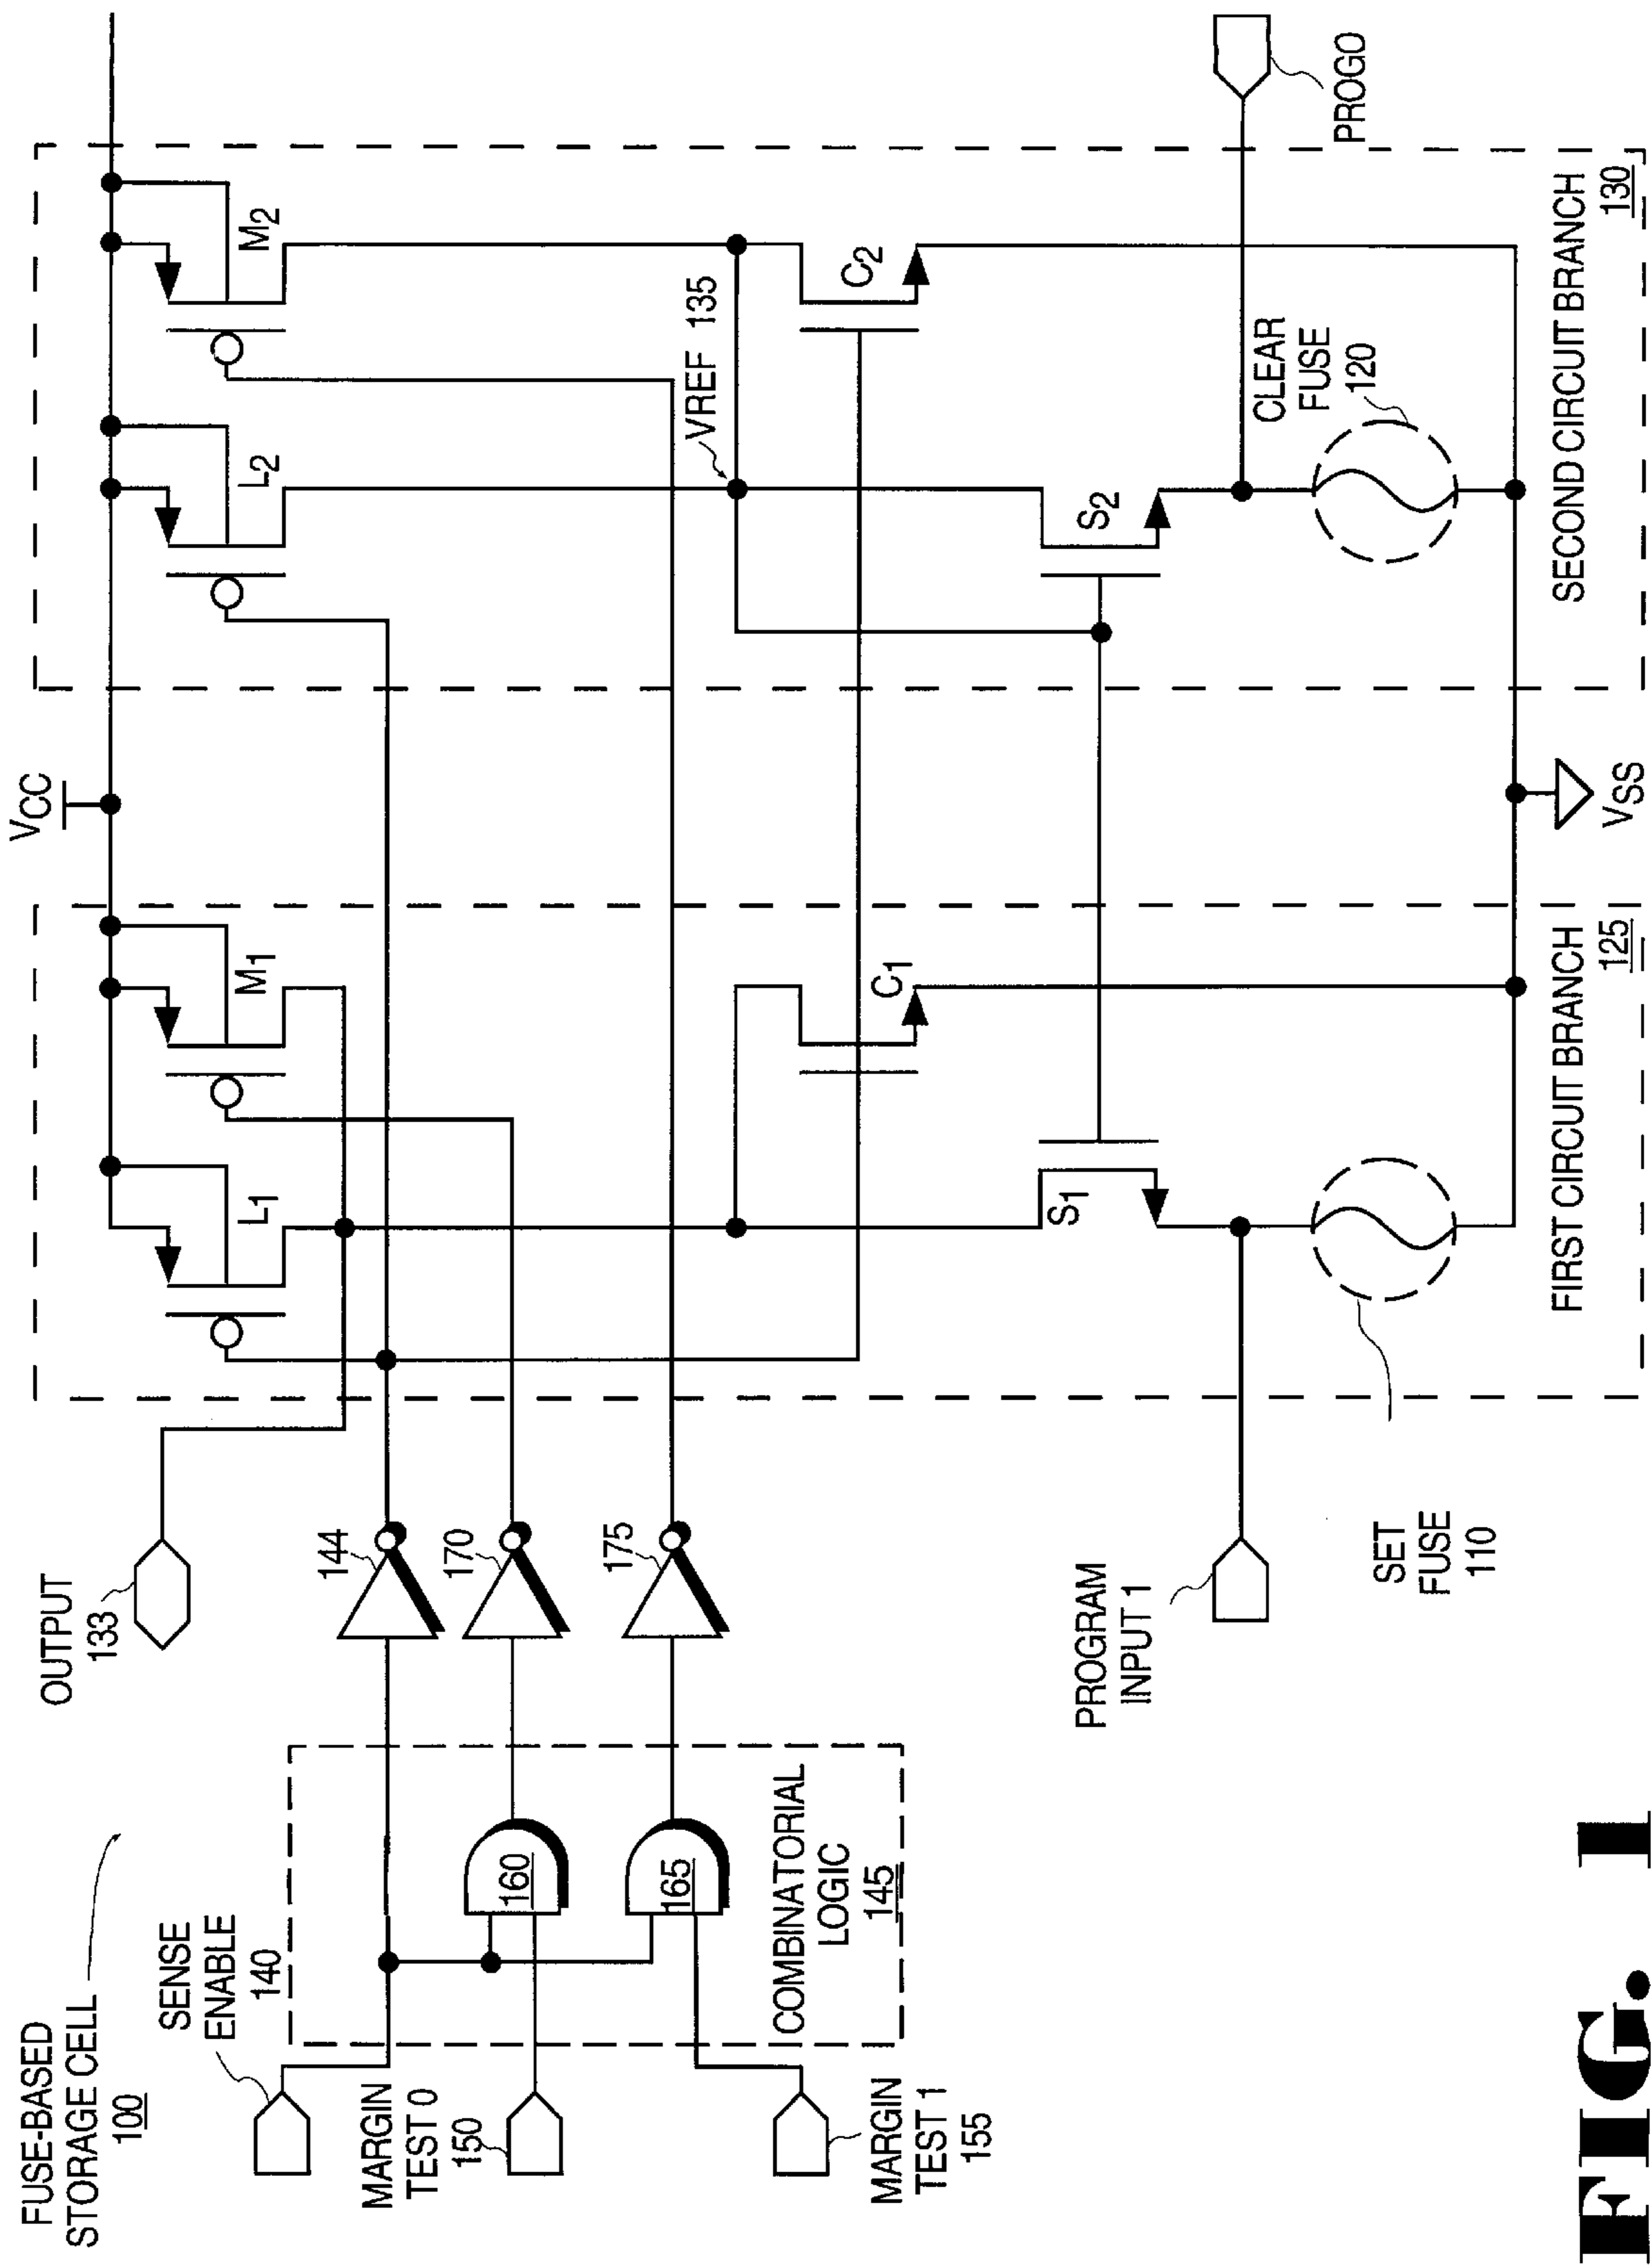 FUSE-BASED
STORAGE CELL
100
SENSE
ENABLE
140
MARGIN
TEST 0
150
MARGIN
TEST 1
155
160
165
COMBINATORIAL
LOGIC
145
OUTPUT
133
144
170
175
PROGRAM
INPUT 1
SET
FUSE
110
VCC
L1
M1
C1
S1
FIRST CIRCUIT BRANCH
125
VSS
L2
M2
VREF 135
C2
S2
CLEAR
FUSE
120
SECOND CIRCUIT BRANCH
130
PROGO
FIG. 1